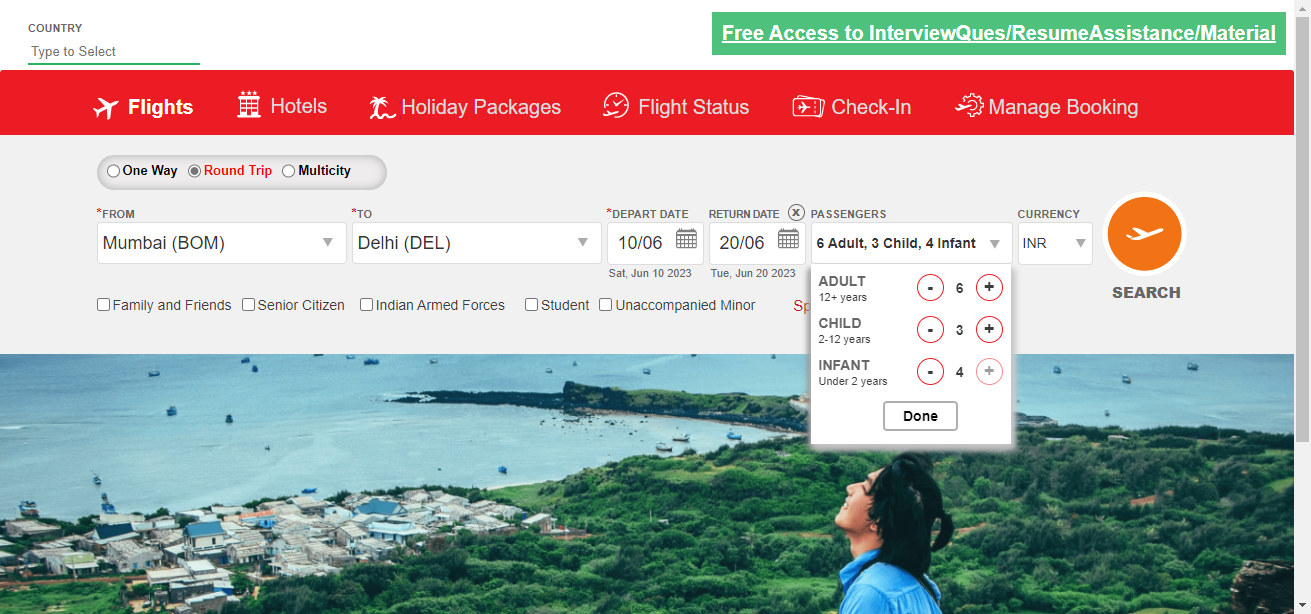 COUNTRY
Type to Select
Free Access to InterviewQues/ResumeAssistance/Material
Flights Hotels Holiday Packages Flight Status Check-In Manage Booking
One Way Round Trip Multicity
*FROM *TO *DEPART DATE RETURN DATE X PASSENGERS CURRENCY
Mumbai (BOM) Delhi (DEL) 10/06 20/06 6 Adult, 3 Child, 4 Infant INR
Sat, Jun 10 2023 Tue, Jun 20 2023
ADULT - 6 +
12+ years
SEARCH
Family and Friends Senior Citizen Indian Armed Forces Student Unaccompanied Minor
CHILD - 3 +
2-12 years
INFANT - 4 +
Under 2 years
Done